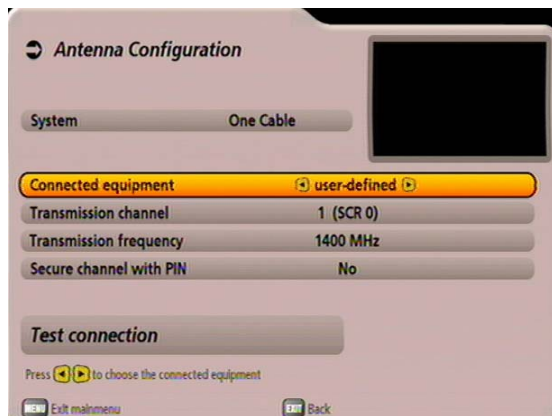 Antenna Configuration
System One Cable
Connected equipment user-defined
Transmission channel 1 (SCR 0)
Transmission frequency 1400 MHz
Secure channel with PIN No
Test connection
Press to choose the connected equipment
MENU Exit mainmenu EXIT Back